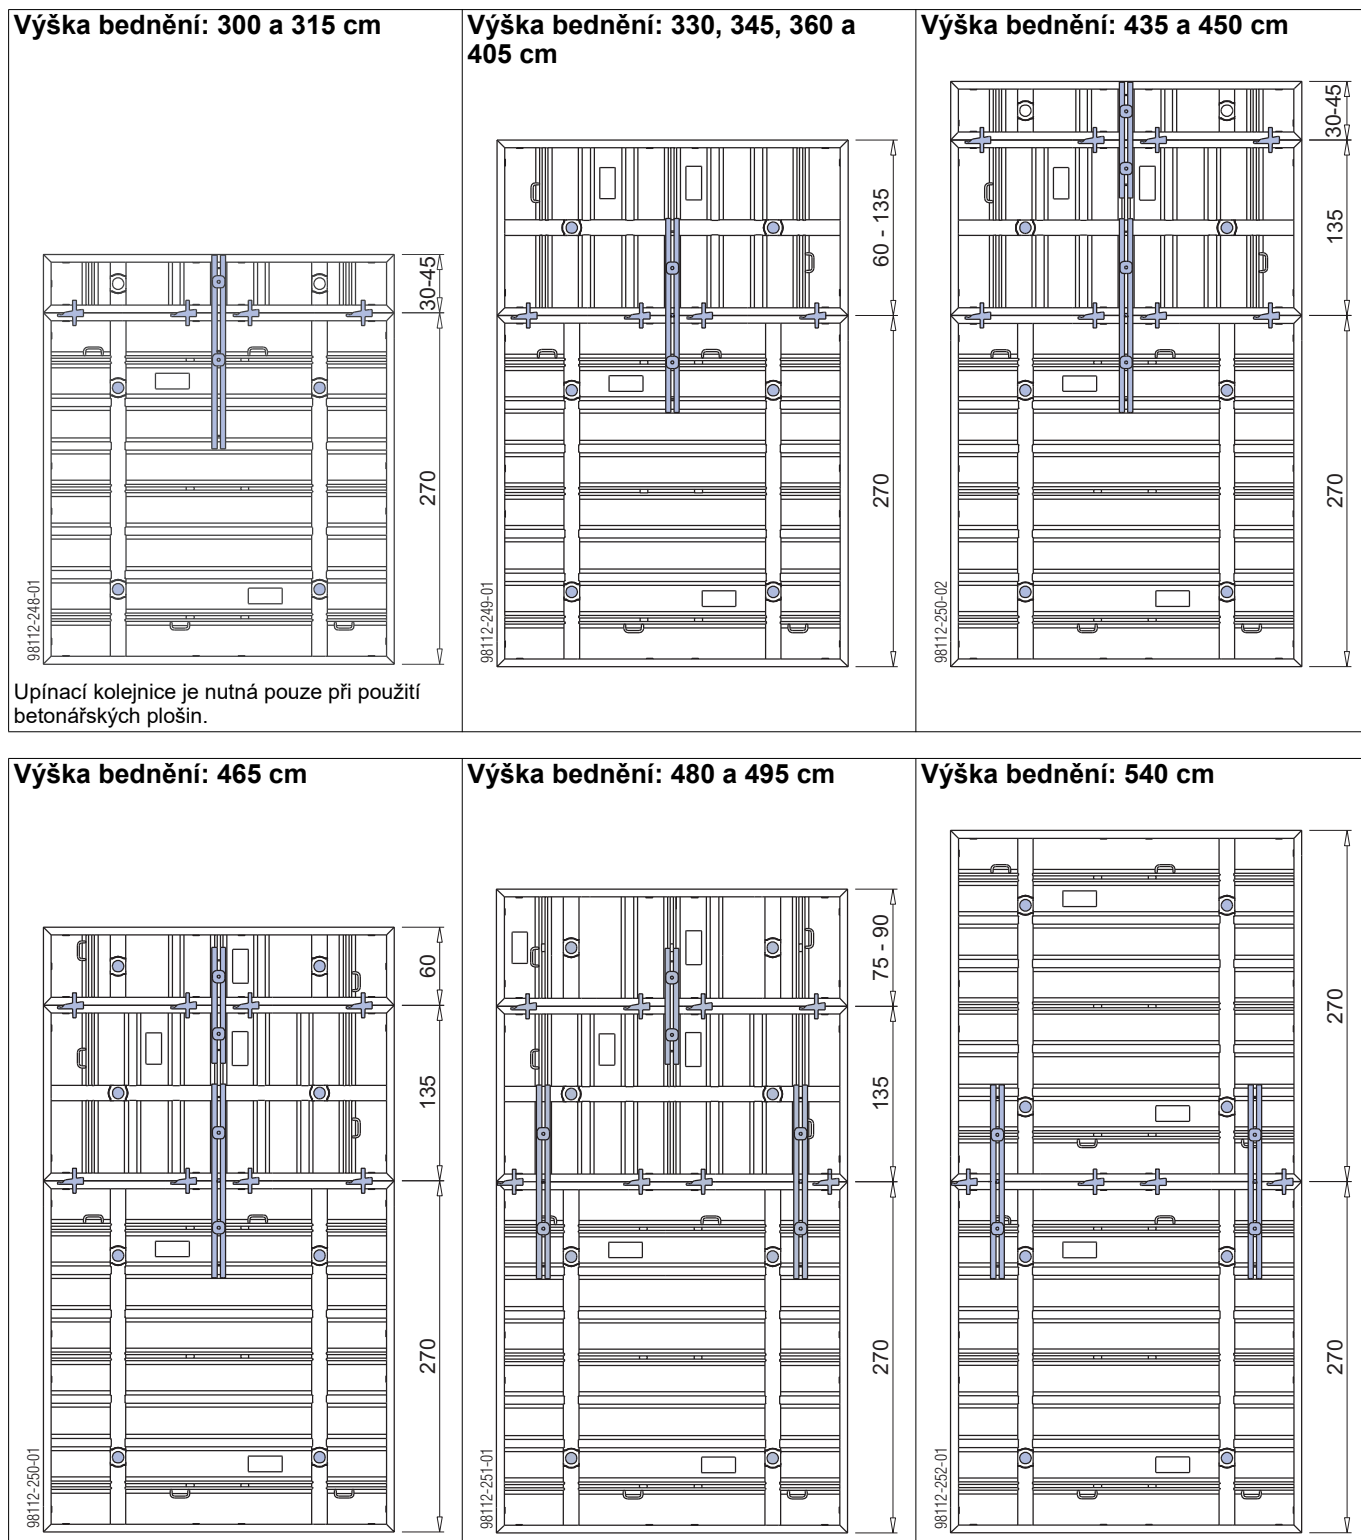 Výška bednění: 300 a 315 cm
30-45
270
98112-248-01
Upínací kolejnice je nutná pouze při použití
betonářských plošin.
Výška bednění: 330, 345, 360 a
405 cm
60 - 135
270
98112-249-01
Výška bednění: 435 a 450 cm
30-45
135
270
98112-250-02
Výška bednění: 465 cm
60
135
270
98112-250-01
Výška bednění: 480 a 495 cm
75 - 90
135
270
98112-251-01
Výška bednění: 540 cm
270
270
98112-252-01